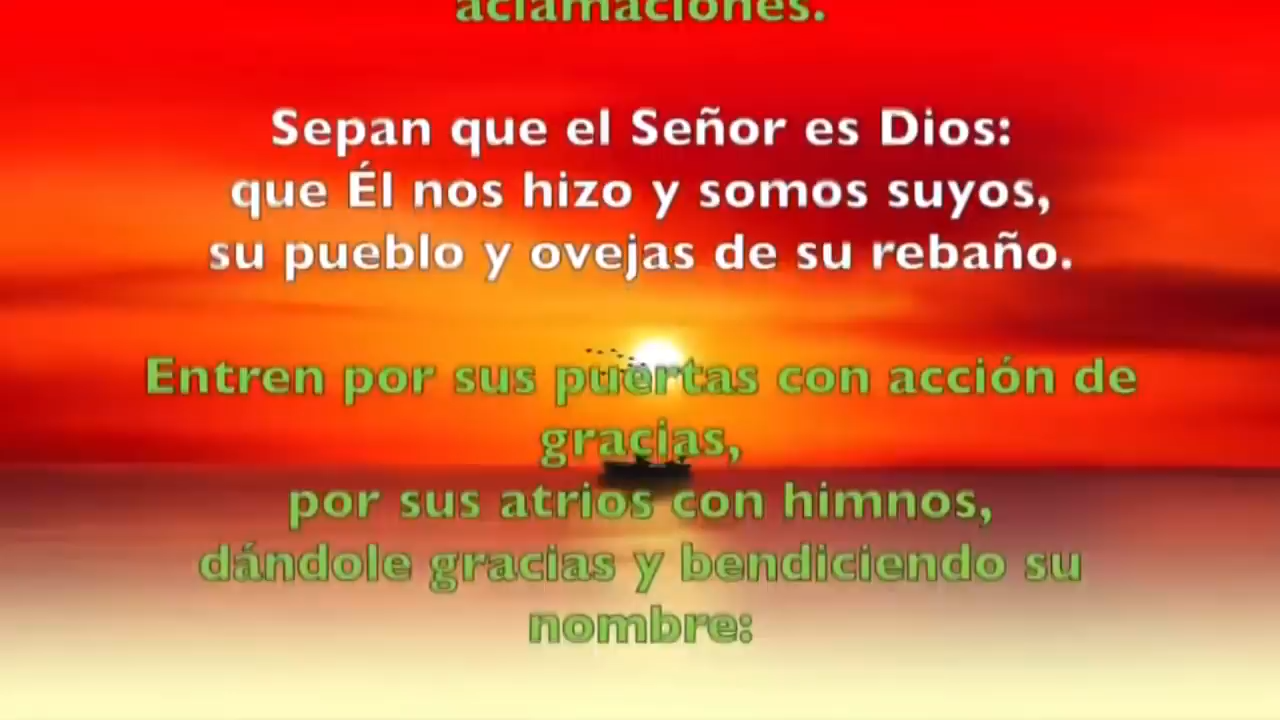 aclamaciones.
Sepan que el Señor es Dios:
que Él nos hizo y somos suyos,
su pueblo y ovejas de su rebaño.
Entren por sus puertas con acción de
gracias,
por sus atrios con himnos,
dándole gracias y bendiciendo su
nombre: